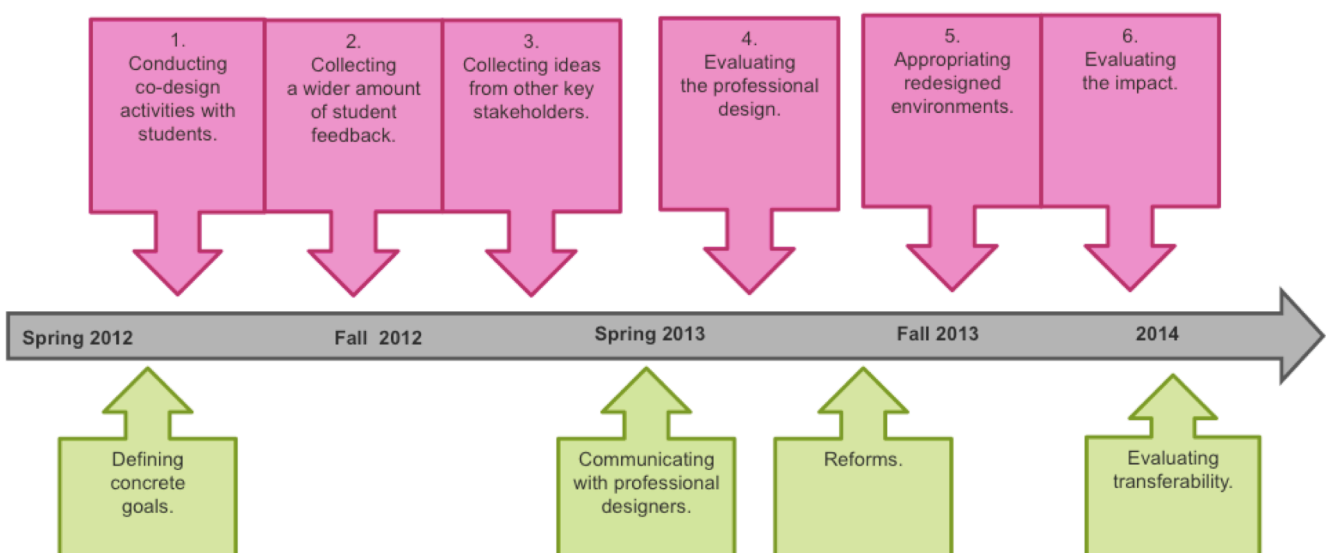 1.
Conducting
co-design
activities with
students.
2.
Collecting
a wider amount
of student
feedback.
3.
Collecting ideas
from other key
stakeholders.
4.
Evaluating
the professional
design.
5.
Appropriating
redesigned
environments.
6.
Evaluating
the impact.
Spring 2012
Fall 2012
Spring 2013
Fall 2013
2014
Defining
concrete
goals.
Communicating
with professional
designers.
Reforms.
Evaluating
transferability.